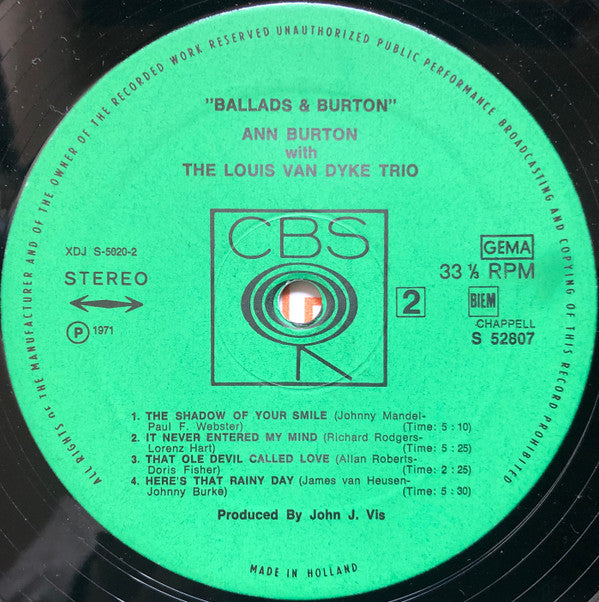 ALL RIGHTS OF THE MANUFACTURER AND OF THE OWNER OF THE RECORDED WORK RESERVED UNAUTHORIZED PUBLIC PERFORMANCE BROADCASTING AND COPYING OF THIS RECORD PROHIBITED
"BALLADS & BURTON"
ANN BURTON
with
THE LOUIS VAN DYKE TRIO
CBS
XDJ S-5020-2
STEREO
P 1971
GEMA
33 ⅓ RPM
2
BIEM
CHAPPELL
S 52807
1. THE SHADOW OF YOUR SMILE (Johnny Mandel-
Paul F. Webster) (Time: 5:10)
2. IT NEVER ENTERED MY MIND (Richard Rodgers-
Lorenz Hart) (Time: 5:25)
3. THAT OLE DEVIL CALLED LOVE (Allan Roberts-
Doris Fisher) (Time: 2:25)
4. HERE'S THAT RAINY DAY (James van Heusen-
Johnny Burke) (Time: 5:30)
Produced By John J. Vis
MADE IN HOLLAND